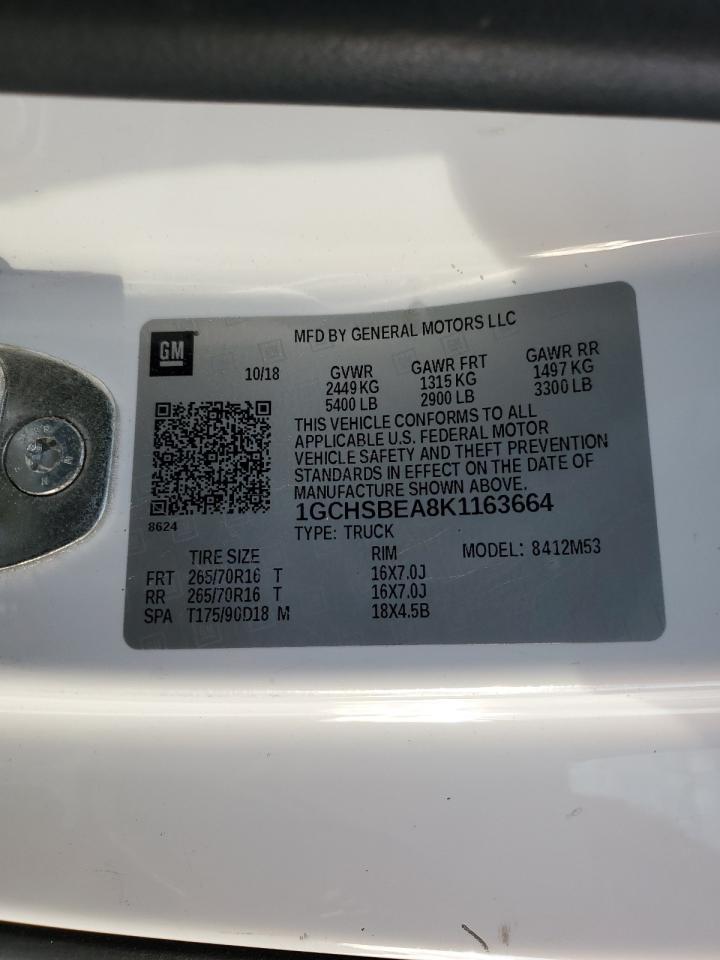 GM
MFD BY GENERAL MOTORS LLC
10/18
GVWR GAWR FRT GAWR RR
2449 KG 1315 KG 1497 KG
5400 LB 2900 LB 3300 LB
THIS VEHICLE CONFORMS TO ALL
APPLICABLE U.S. FEDERAL MOTOR
VEHICLE SAFETY AND THEFT PREVENTION
STANDARDS IN EFFECT ON THE DATE OF
MANUFACTURE SHOWN ABOVE.
8624
1GCHSBEA8K1163664
TYPE: TRUCK
MODEL: 8412M53
TIRE SIZE RIM
FRT 265/70R16 T 16X7.0J
RR 265/70R16 T 16X7.0J
SPA T175/90D18 M 18X4.5B